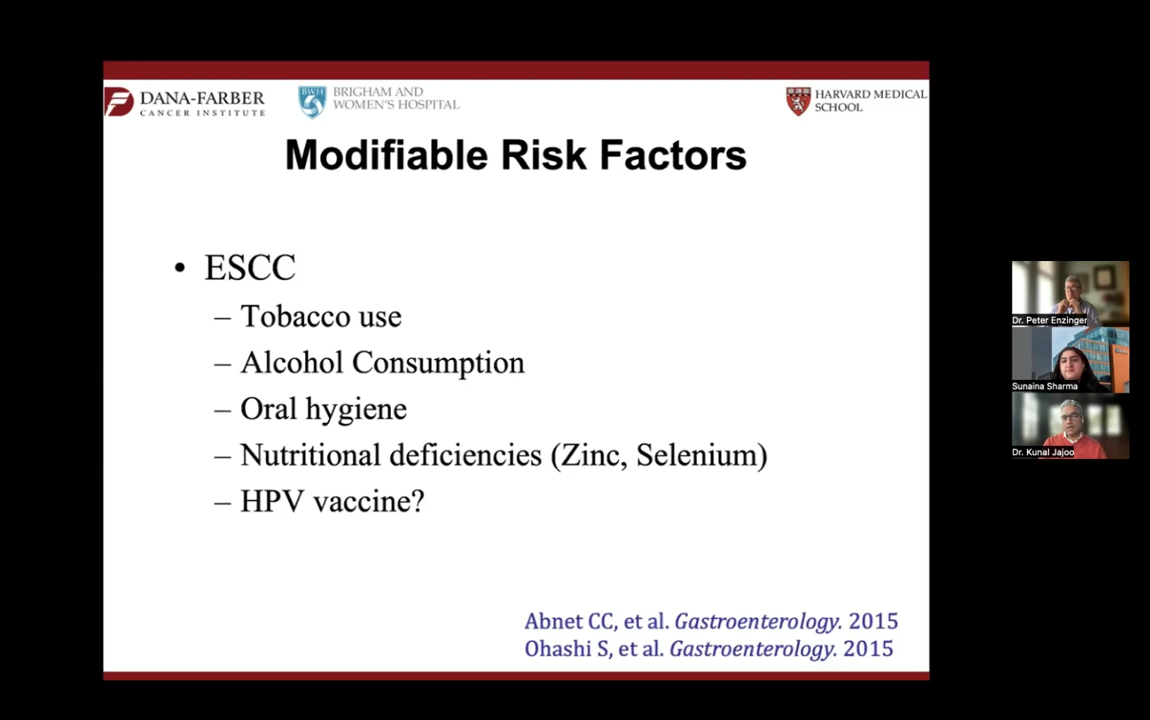 DANA-FARBER
CANCER INSTITUTE
BWH
BRIGHAM AND
WOMEN'S HOSPITAL
HARVARD MEDICAL
SCHOOL
Modifiable Risk Factors
• ESCC
– Tobacco use
– Alcohol Consumption
– Oral hygiene
– Nutritional deficiencies (Zinc, Selenium)
– HPV vaccine?
Abnet CC, et al. Gastroenterology. 2015
Ohashi S, et al. Gastroenterology. 2015
Dr. Peter Enzinger
Sunaina Sharma
Dr. Kunal Jajoo